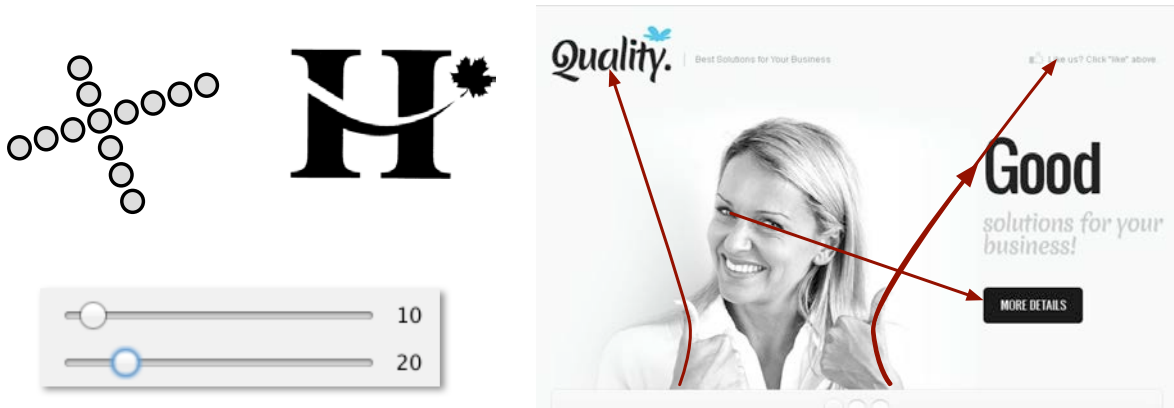 H
10
20
Quality.
Best Solutions for Your Business
Like us? Click "like" above.
Good
solutions for your
business!
MORE DETAILS